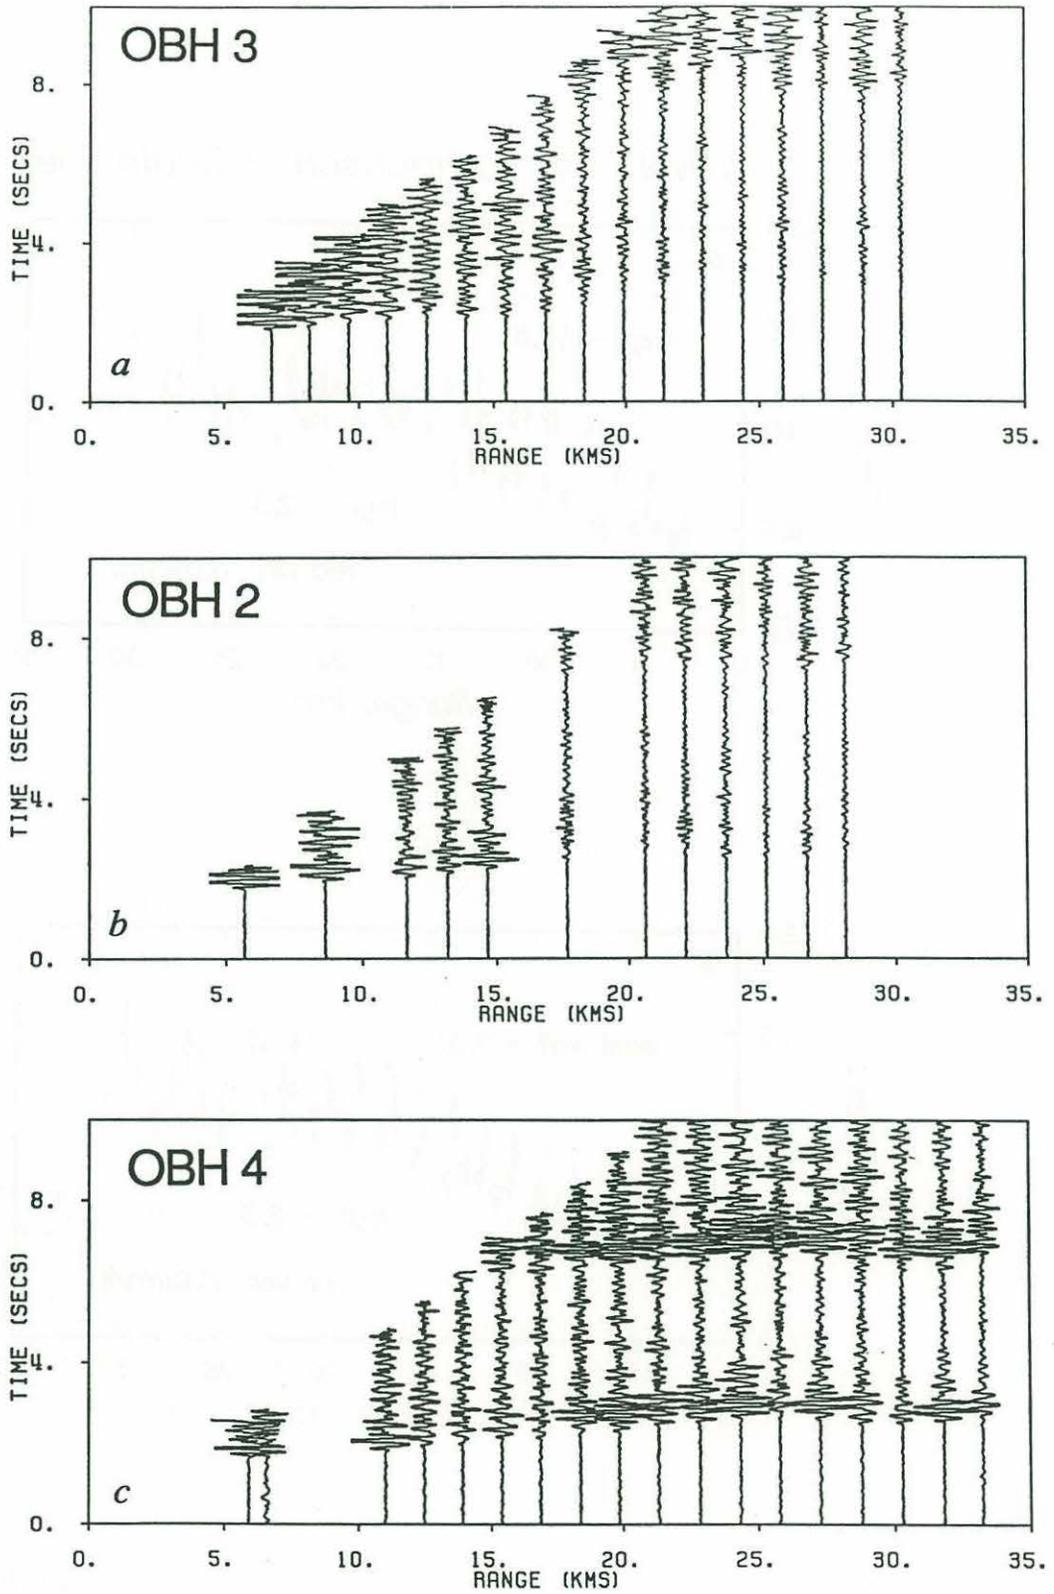 OBH 3
8.
4.
0.
TIME (SECS)
a
0. 5. 10. 15. 20. 25. 30. 35.
RANGE (KMS)
OBH 2
8.
4.
0.
TIME (SECS)
b
0. 5. 10. 15. 20. 25. 30. 35.
RANGE (KMS)
OBH 4
8.
4.
0.
TIME (SECS)
c
0. 5. 10. 15. 20. 25. 30. 35.
RANGE (KMS)